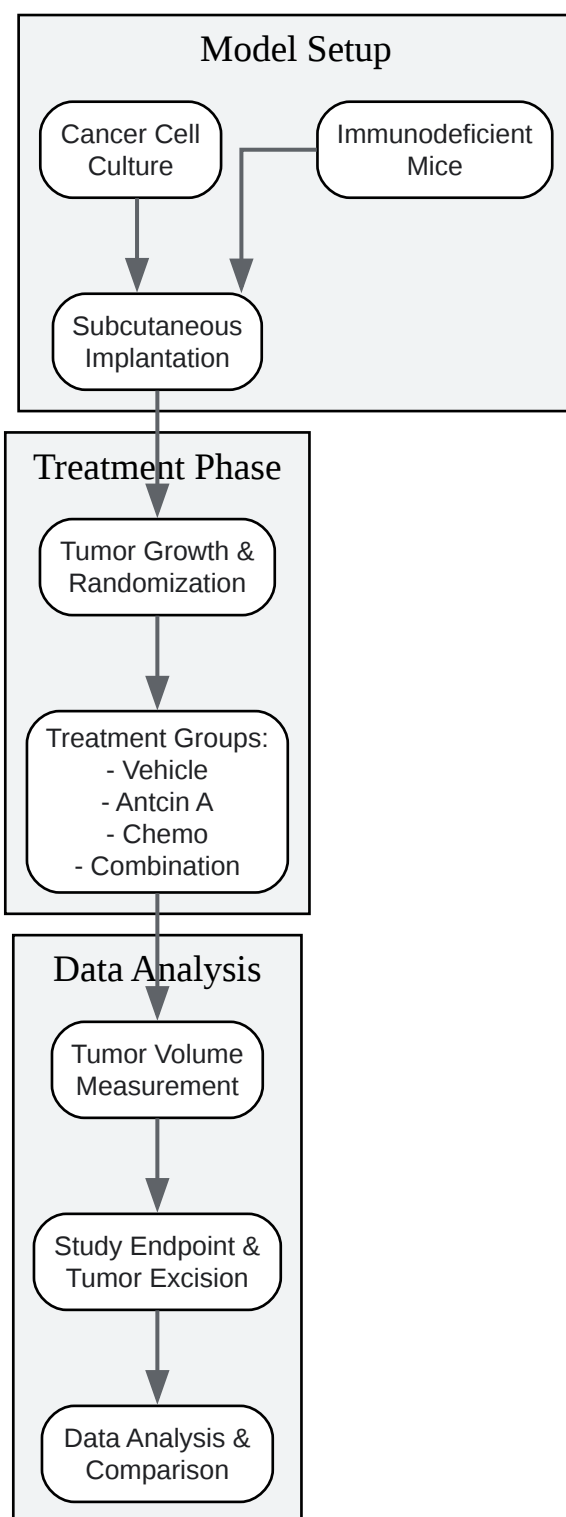 Model Setup
Cancer Cell
Culture
Immunodeficient
Mice
Subcutaneous
Implantation
Treatment Phase
Tumor Growth &
Randomization
Treatment Groups:
- Vehicle
- Antcin A
- Chemo
- Combination
Data Analysis
Tumor Volume
Measurement
Study Endpoint &
Tumor Excision
Data Analysis &
Comparison